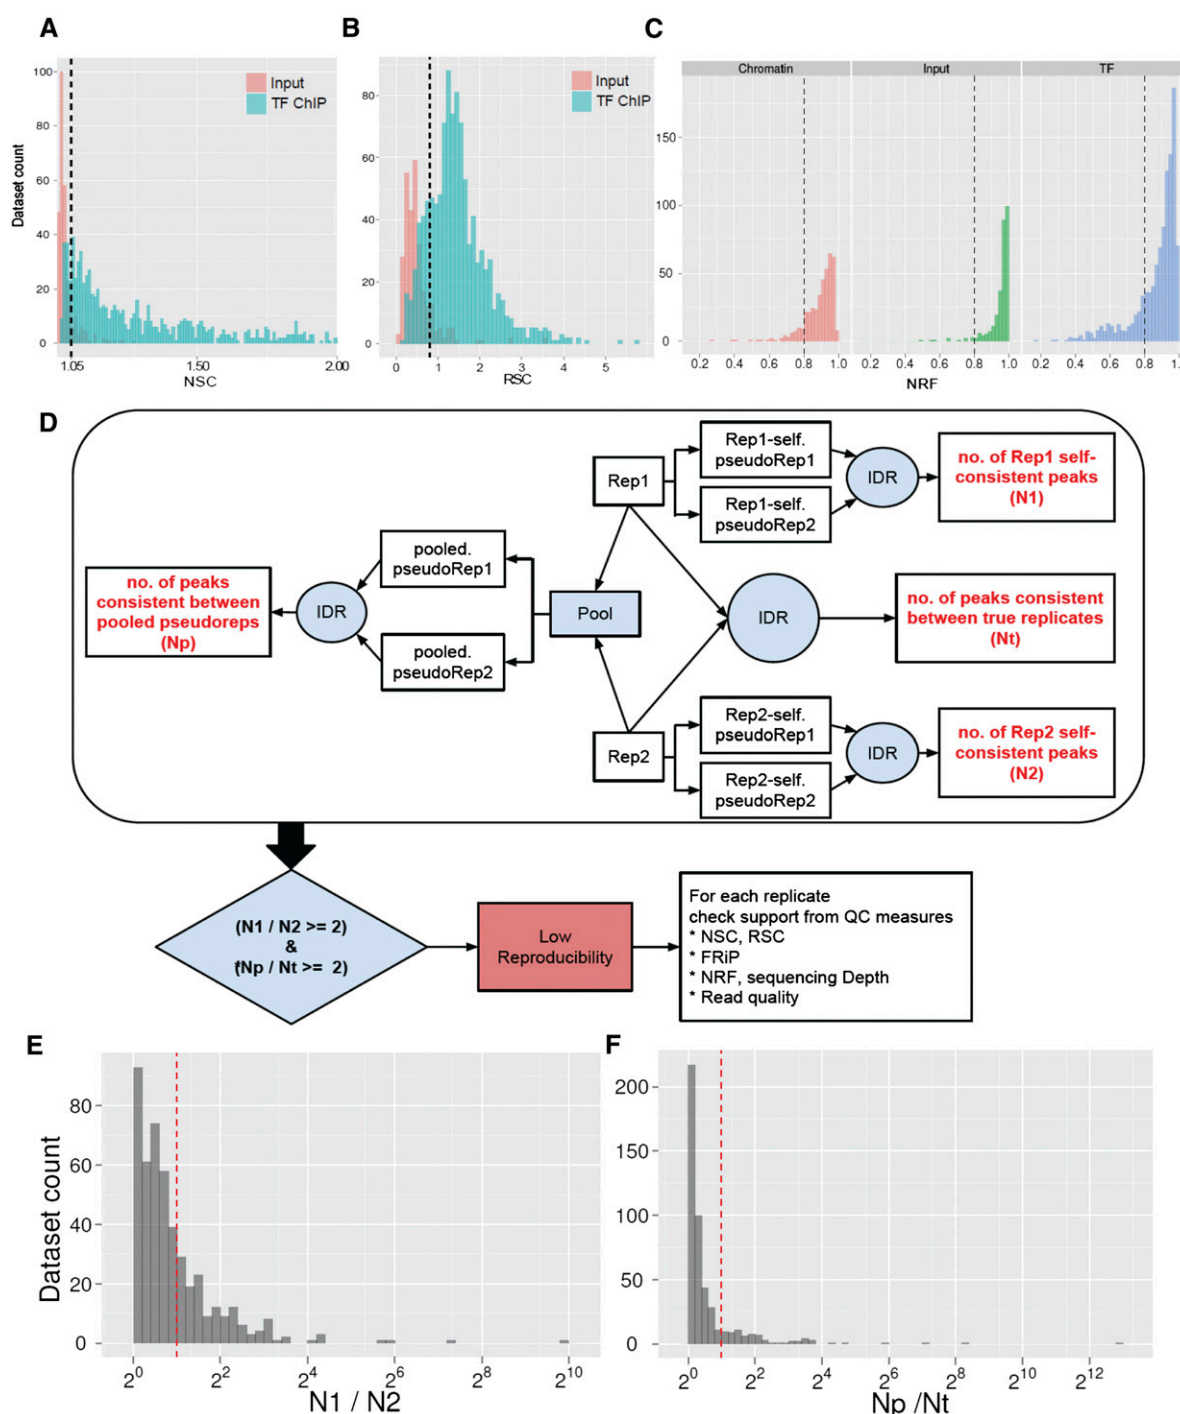 A
Input
TF ChIP
100
80
60
40
20
0
Dataset count
1.05
1.50
2.00
NSC
B
Input
TF ChIP
80
60
40
20
0
0
1
2
3
4
5
RSC
C
Chromatin
Input
TF
150
100
50
0
0.2
0.4
0.6
0.8
1.0
0.2
0.4
0.6
0.8
1.0
0.2
0.4
0.6
0.8
NRF
D
Rep1
Rep1-self.
pseudoRep1
Rep1-self.
pseudoRep2
IDR
no. of Rep1 self-
consistent peaks
(N1)
no. of peaks
consistent between
pooled pseudoreps
(Np)
IDR
pooled.
pseudoRep1
pooled.
pseudoRep2
Pool
IDR
no. of peaks consistent
between true replicates
(Nt)
Rep2
Rep2-self.
pseudoRep1
Rep2-self.
pseudoRep2
IDR
no. of Rep2 self-
consistent peaks
(N2)
(N1 / N2 >= 2)
&
*(Np / Nt >= 2)
Low
Reproducibility
For each replicate
check support from QC measures
* NSC, RSC
* FRiP
* NRF, sequencing Depth
* Read quality
E
80
60
40
20
0
Dataset count
2^0
2^2
2^4
2^6
2^8
2^10
N1 / N2
F
200
150
100
50
0
2^0
2^2
2^4
2^6
2^8
2^10
2^12
Np /Nt